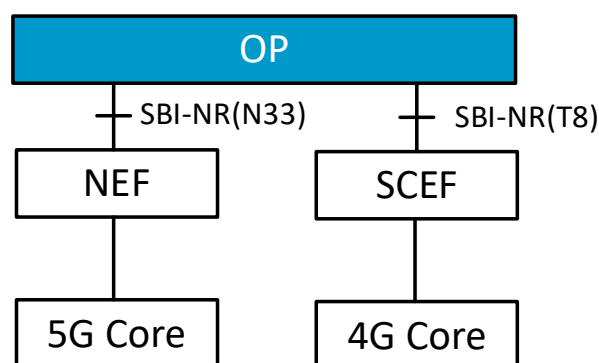 OP
SBI-NR(N33)
SBI-NR(T8)
NEF
SCEF
5G Core
4G Core